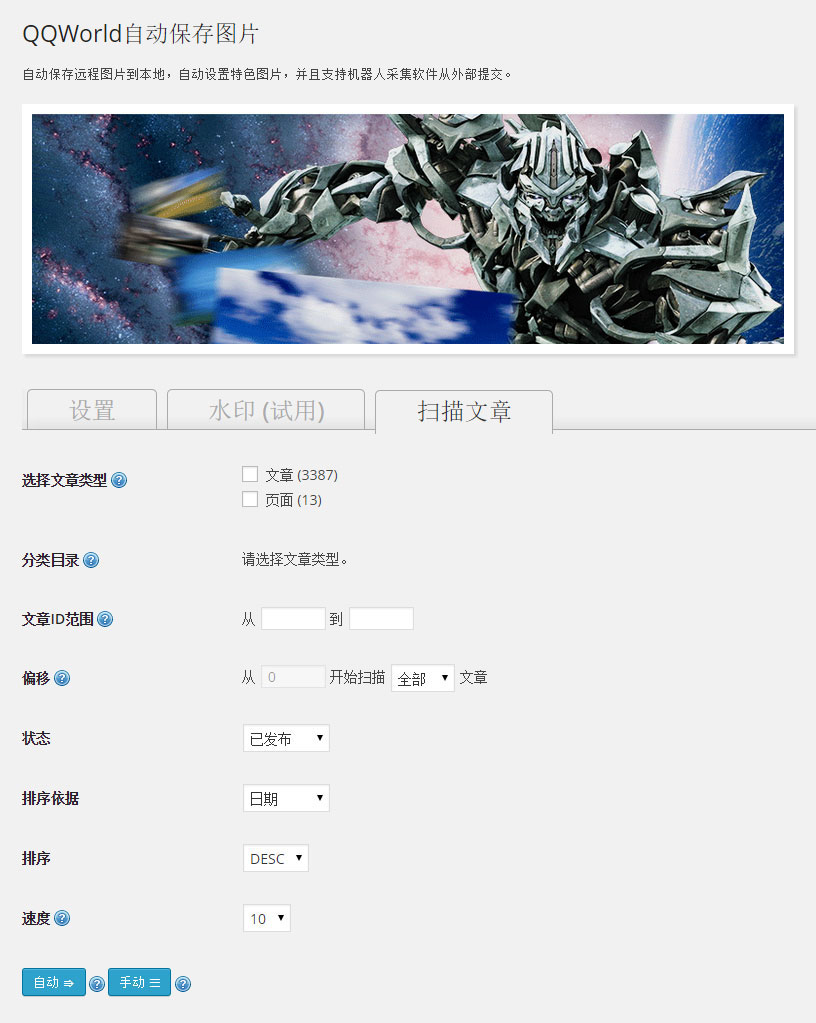 QQWorld自动保存图片
自动保存远程图片到本地，自动设置特色图片，并且支持机器人采集软件从外部提交。
设置 水印 (试用) 扫描文章
选择文章类型 ? 文章 (3387)
页面 (13)
分类目录 ? 请选择文章类型。
文章ID范围 ? 从 到
偏移 ? 从 0 开始扫描 全部 文章
状态 已发布
排序依据 日期
排序 DESC
速度 ? 10
自动 ⇒ ? 手动 ☰ ?